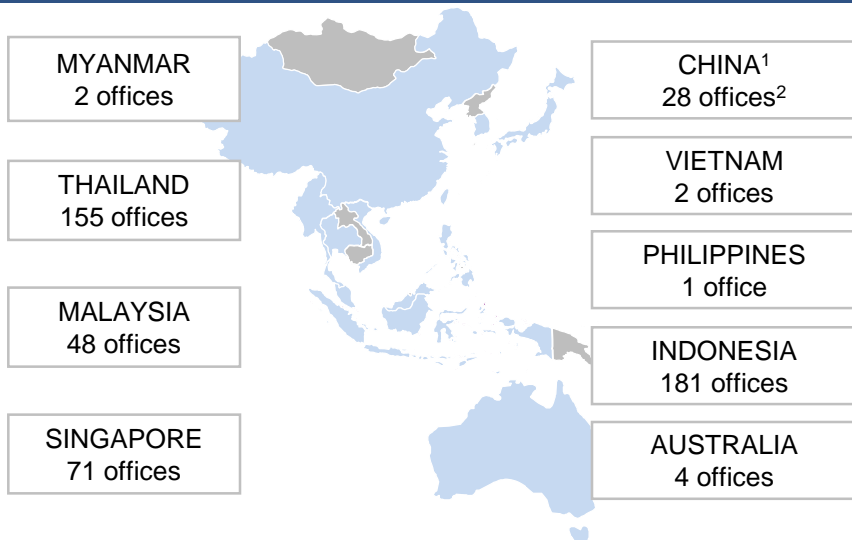 MYANMAR
2 offices
THAILAND
155 offices
MALAYSIA
48 offices
SINGAPORE
71 offices
CHINA¹
28 offices²
VIETNAM
2 offices
PHILIPPINES
1 office
INDONESIA
181 offices
AUSTRALIA
4 offices